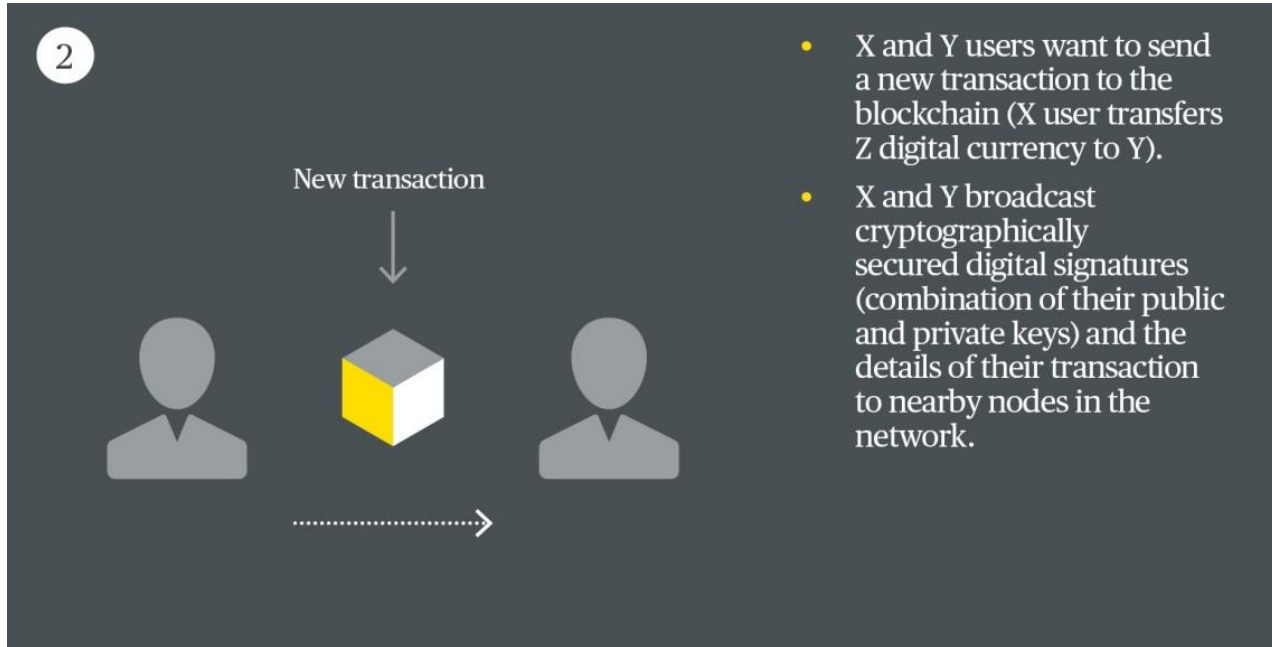 2
New transaction
• X and Y users want to send
a new transaction to the
blockchain (X user transfers
Z digital currency to Y).
• X and Y broadcast
cryptographically
secured digital signatures
(combination of their public
and private keys) and the
details of their transaction
to nearby nodes in the
network.